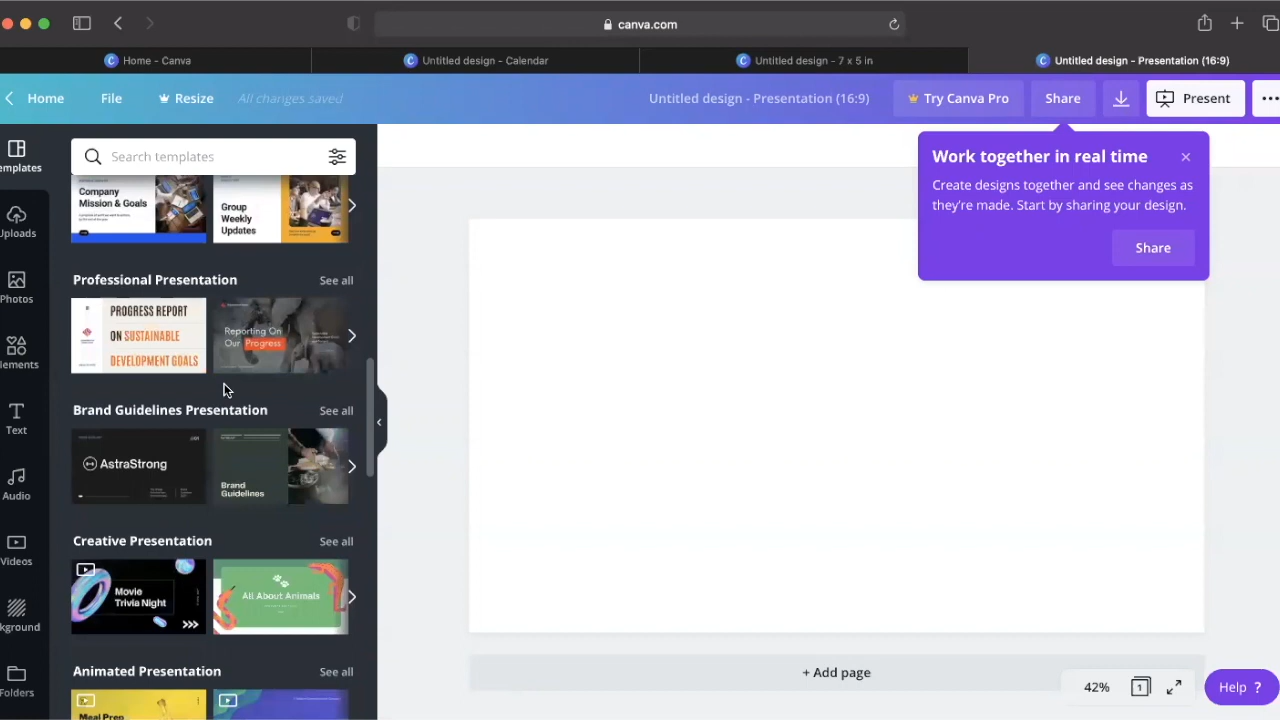 canva.com
Home - Canva
Untitled design - Calendar
Untitled design - 7 x 5 in
Untitled design - Presentation (16:9)
Home
File
Resize
All changes saved
Untitled design - Presentation (16:9)
Try Canva Pro
Share
Present
emplates
Uploads
Photos
lements
Text
Audio
Videos
kground
Folders
Search templates
Company
Mission & Goals
Group
Weekly
Updates
Professional Presentation
See all
PROGRESS REPORT
ON SUSTAINABLE
DEVELOPMENT GOALS
Reporting On
Our Progress
Brand Guidelines Presentation
See all
AstraStrong
Brand
Guidelines
Creative Presentation
See all
Movie
Trivia Night
All About Animals
Animated Presentation
See all
Meal Prep
Work together in real time
Create designs together and see changes as
they're made. Start by sharing your design.
Share
+ Add page
42%
1
Help ?